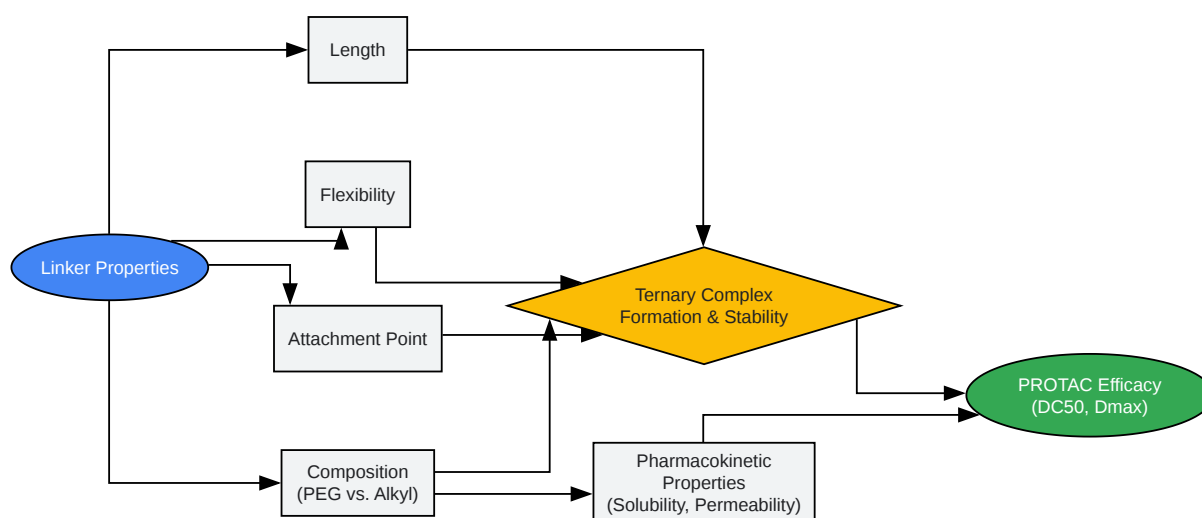 Length
Flexibility
Linker Properties
Ternary Complex
Formation & Stability
Attachment Point
PROTAC Efficacy
(DC50, Dmax)
Composition
(PEG vs. Alkyl)
Pharmacokinetic
Properties
(Solubility, Permeability)